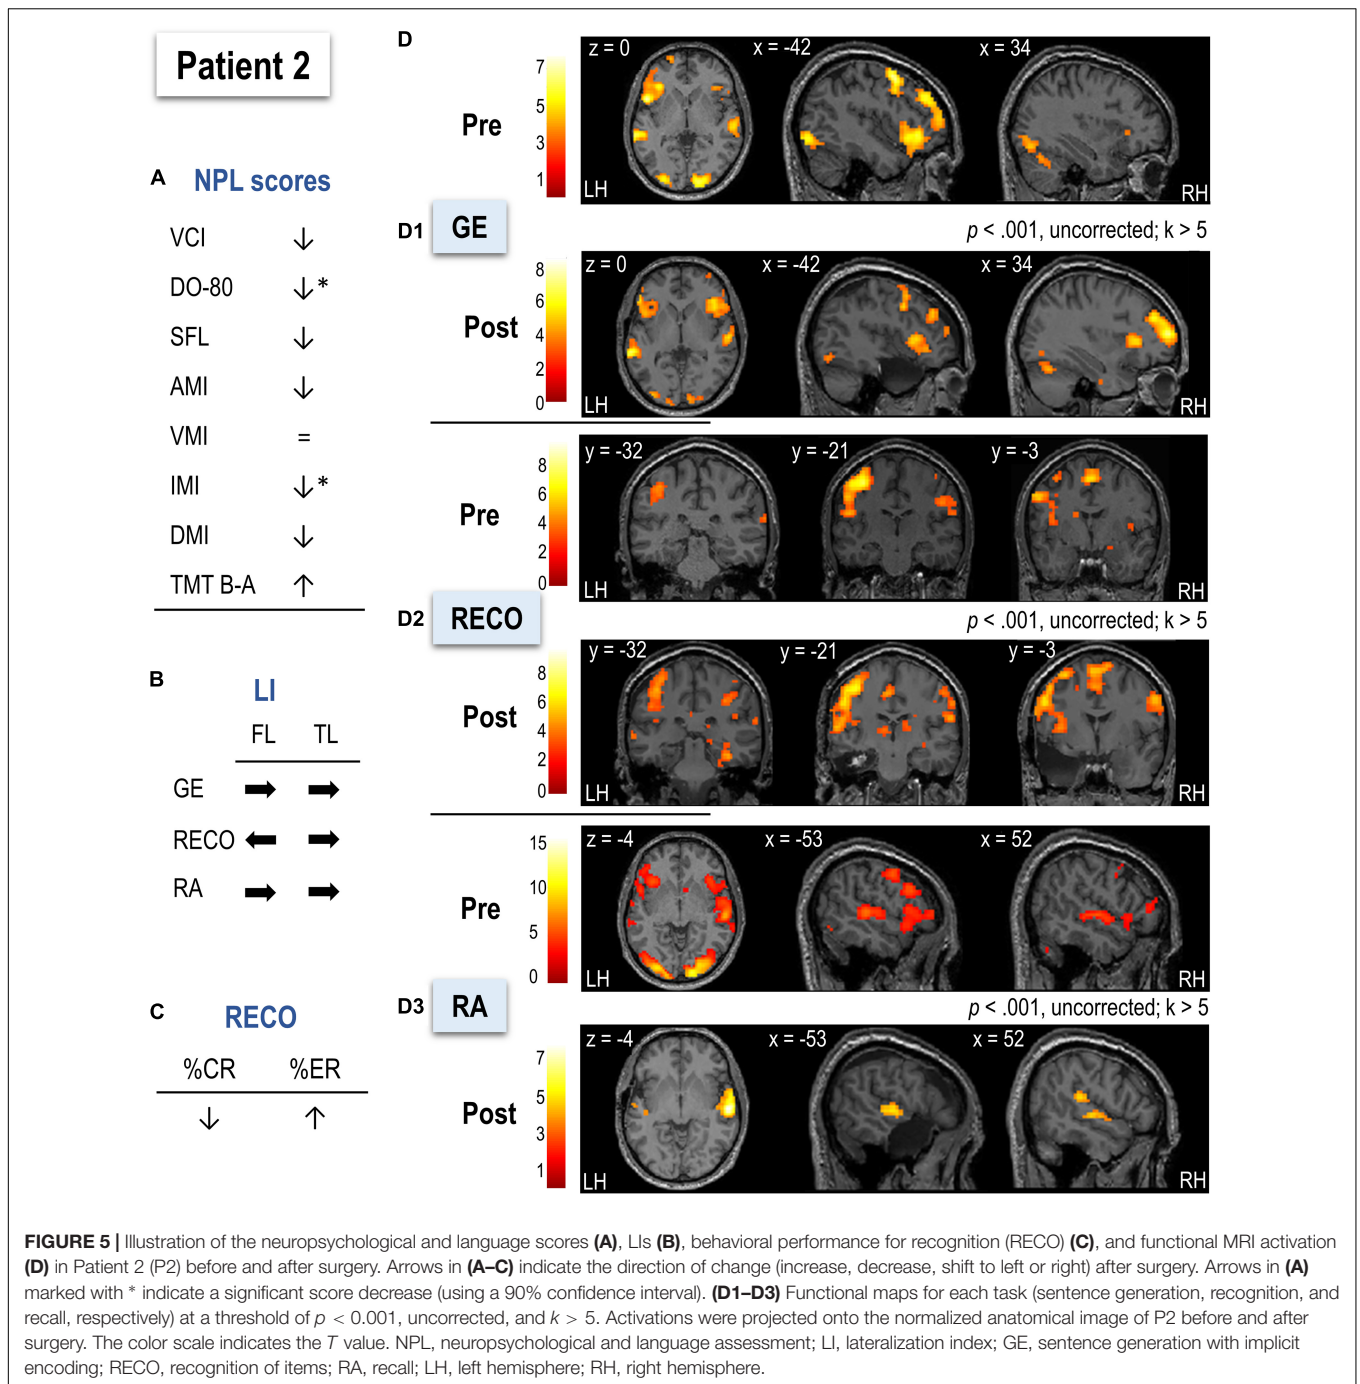 Patient 2
A NPL scores
VCI ↓
DO-80 ↓*
SFL ↓
AMI ↓
VMI =
IMI ↓*
DMI ↓
TMT B-A ↑
B LI
FL TL
GE
RECO
RA
C RECO
%CR %ER
↓ ↑
D
Pre
7
5
3
1
z = 0 x = -42 x = 34
LH RH
D1 GE
p < .001, uncorrected; k > 5
Post
8
6
4
2
0
z = 0 x = -42 x = 34
LH RH
Pre
8
6
4
2
0
y = -32 y = -21 y = -3
LH RH
D2 RECO
p < .001, uncorrected; k > 5
Post
8
6
4
2
0
y = -32 y = -21 y = -3
LH RH
Pre
15
10
5
0
z = -4 x = -53 x = 52
LH RH
D3 RA
p < .001, uncorrected; k > 5
Post
7
5
3
1
z = -4 x = -53 x = 52
LH RH
FIGURE 5 | Illustration of the neuropsychological and language scores (A), LIs (B), behavioral performance for recognition (RECO) (C), and functional MRI activation
(D) in Patient 2 (P2) before and after surgery. Arrows in (A–C) indicate the direction of change (increase, decrease, shift to left or right) after surgery. Arrows in (A)
marked with * indicate a significant score decrease (using a 90% confidence interval). (D1–D3) Functional maps for each task (sentence generation, recognition, and
recall, respectively) at a threshold of p < 0.001, uncorrected, and k > 5. Activations were projected onto the normalized anatomical image of P2 before and after
surgery. The color scale indicates the T value. NPL, neuropsychological and language assessment; LI, lateralization index; GE, sentence generation with implicit
encoding; RECO, recognition of items; RA, recall; LH, left hemisphere; RH, right hemisphere.